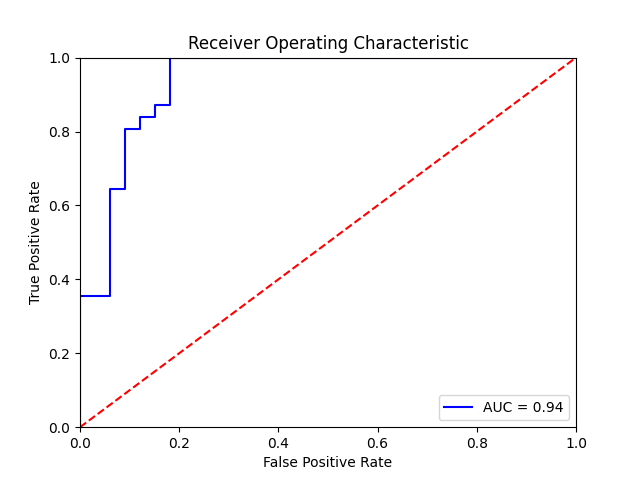 Receiver Operating Characteristic
True Positive Rate
1.0
0.8
0.6
0.4
0.2
0.0
AUC = 0.94
0.0 0.2 0.4 0.6 0.8 1.0
False Positive Rate